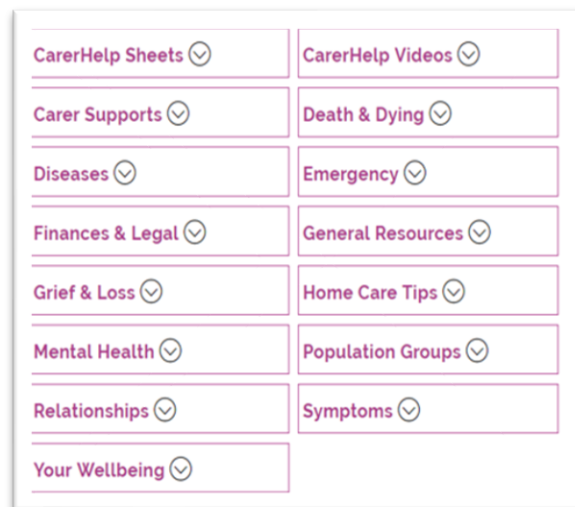 CarerHelp Sheets
CarerHelp Videos
Carer Supports
Death & Dying
Diseases
Emergency
Finances & Legal
General Resources
Grief & Loss
Home Care Tips
Mental Health
Population Groups
Relationships
Symptoms
Your Wellbeing